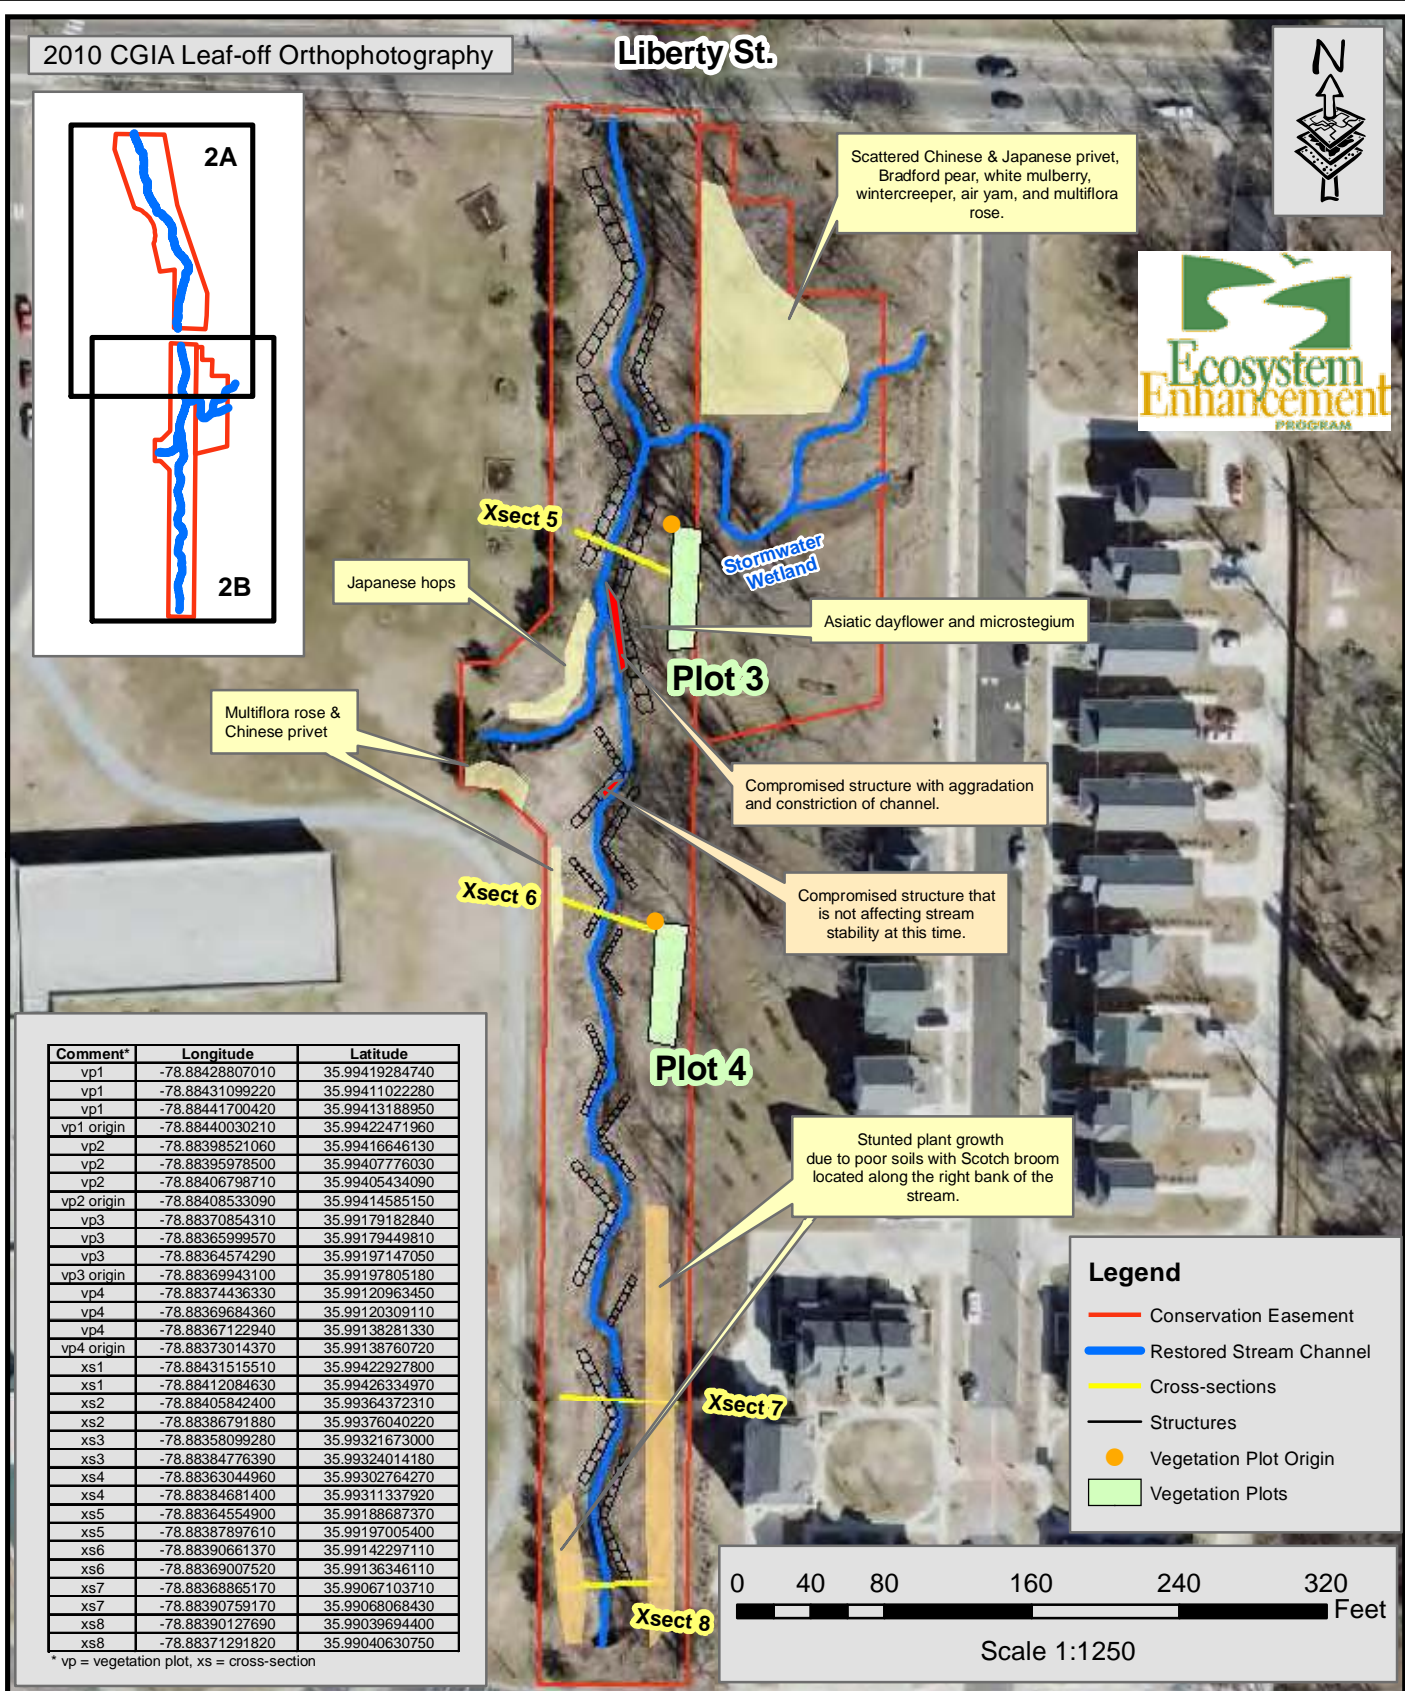 2010 CGIA Leaf-off Orthophotography
Liberty St.
N
2A
2B
Scattered Chinese & Japanese privet,
Bradford pear, white mulberry,
wintercreeper, air yam, and multiflora
rose.
Ecosystem
Enhancement
PROGRAM
Xsect 5
Stormwater
Wetland
Japanese hops
Asiatic dayflower and microstegium
Plot 3
Multiflora rose &
Chinese privet
Compromised structure with aggradation
and constriction of channel.
Xsect 6
Compromised structure that
is not affecting stream
stability at this time.
Plot 4
Stunted plant growth
due to poor soils with Scotch broom
located along the right bank of the
stream.
Xsect 7
Xsect 8
Comment* Longitude Latitude
vp1 -78.88428807010 35.99419284740
vp1 -78.88431099220 35.99411022280
vp1 -78.88441700420 35.99413188950
vp1 origin -78.88440030210 35.99422471960
vp2 -78.88398521060 35.99416646130
vp2 -78.88395978500 35.99407776030
vp2 -78.88406798710 35.99405434090
vp2 origin -78.88408533090 35.99414585150
vp3 -78.88370854310 35.99179182840
vp3 -78.88365999570 35.99179449810
vp3 -78.88364574290 35.99197147050
vp3 origin -78.88369943100 35.99197805180
vp4 -78.88374436330 35.99120963450
vp4 -78.88369684360 35.99120309110
vp4 -78.88367122940 35.99138281330
vp4 origin -78.88373014370 35.99138760720
xs1 -78.88431515510 35.99422927800
xs1 -78.88412084630 35.99426334970
xs2 -78.88405842400 35.99364372310
xs2 -78.88386791880 35.99376040220
xs3 -78.88358099280 35.99321673000
xs3 -78.88384776390 35.99324014180
xs4 -78.88363044960 35.99302764270
xs4 -78.88384681400 35.99311337920
xs5 -78.88364554900 35.99188687370
xs5 -78.88387897610 35.99197005400
xs6 -78.88390661370 35.99142297110
xs6 -78.88369007520 35.99136346110
xs7 -78.88368865170 35.99067103710
xs7 -78.88390759170 35.99068068430
xs8 -78.88390127690 35.99039694400
xs8 -78.88371291820 35.99040630750
* vp = vegetation plot, xs = cross-section
Legend
Conservation Easement
Restored Stream Channel
Cross-sections
Structures
Vegetation Plot Origin
Vegetation Plots
0 40 80 160 240 320
Feet
Scale 1:1250